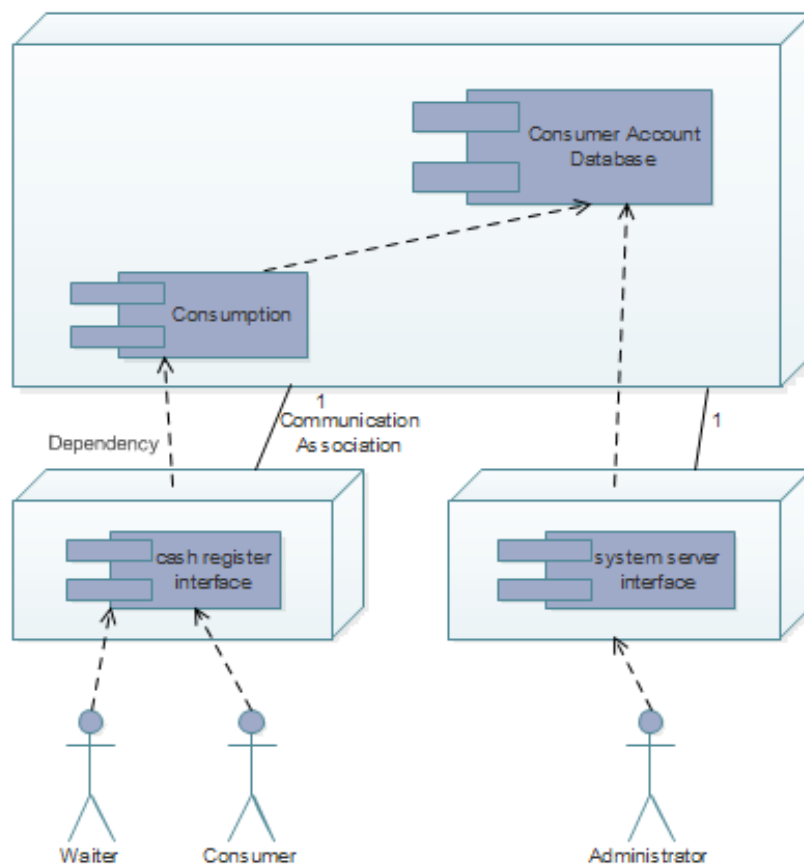 Consumer Account
Database
Consumption
1
Communication
Association
Dependency
1
cash register
interface
system server
interface
Waiter
Consumer
Administrator